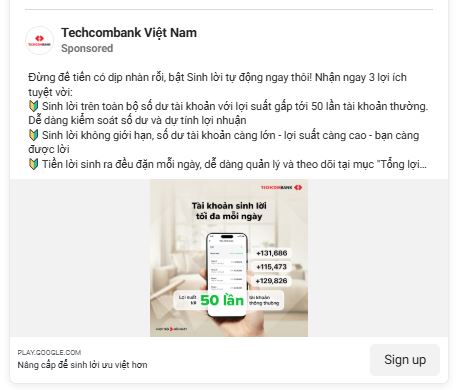 Techcombank Việt Nam
Sponsored
Đừng để tiền có dịp nhàn rỗi, bật Sinh lời tự động ngay thôi! Nhận ngay 3 lợi ích
tuyệt vời:
🔰 Sinh lời trên toàn bộ số dư tài khoản với lợi suất gấp tới 50 lần tài khoản thường.
Dễ dàng kiểm soát số dư và dự tính lợi nhuận
🔰 Sinh lời không giới hạn, số dư tài khoản càng lớn - lợi suất càng cao - bạn càng
được lời
🔰 Tiền lời sinh ra đều đặn mỗi ngày, dễ dàng quản lý và theo dõi tại mục "Tổng lợi...
TECHCOMBANK
Tài khoản sinh lời
tối đa mỗi ngày
+131,686
+115,473
+129,826
Lợi suất tới 50 lần tài khoản thông thường
PLAY.GOOGLE.COM
Nâng cấp để sinh lời ưu việt hơn
Sign up